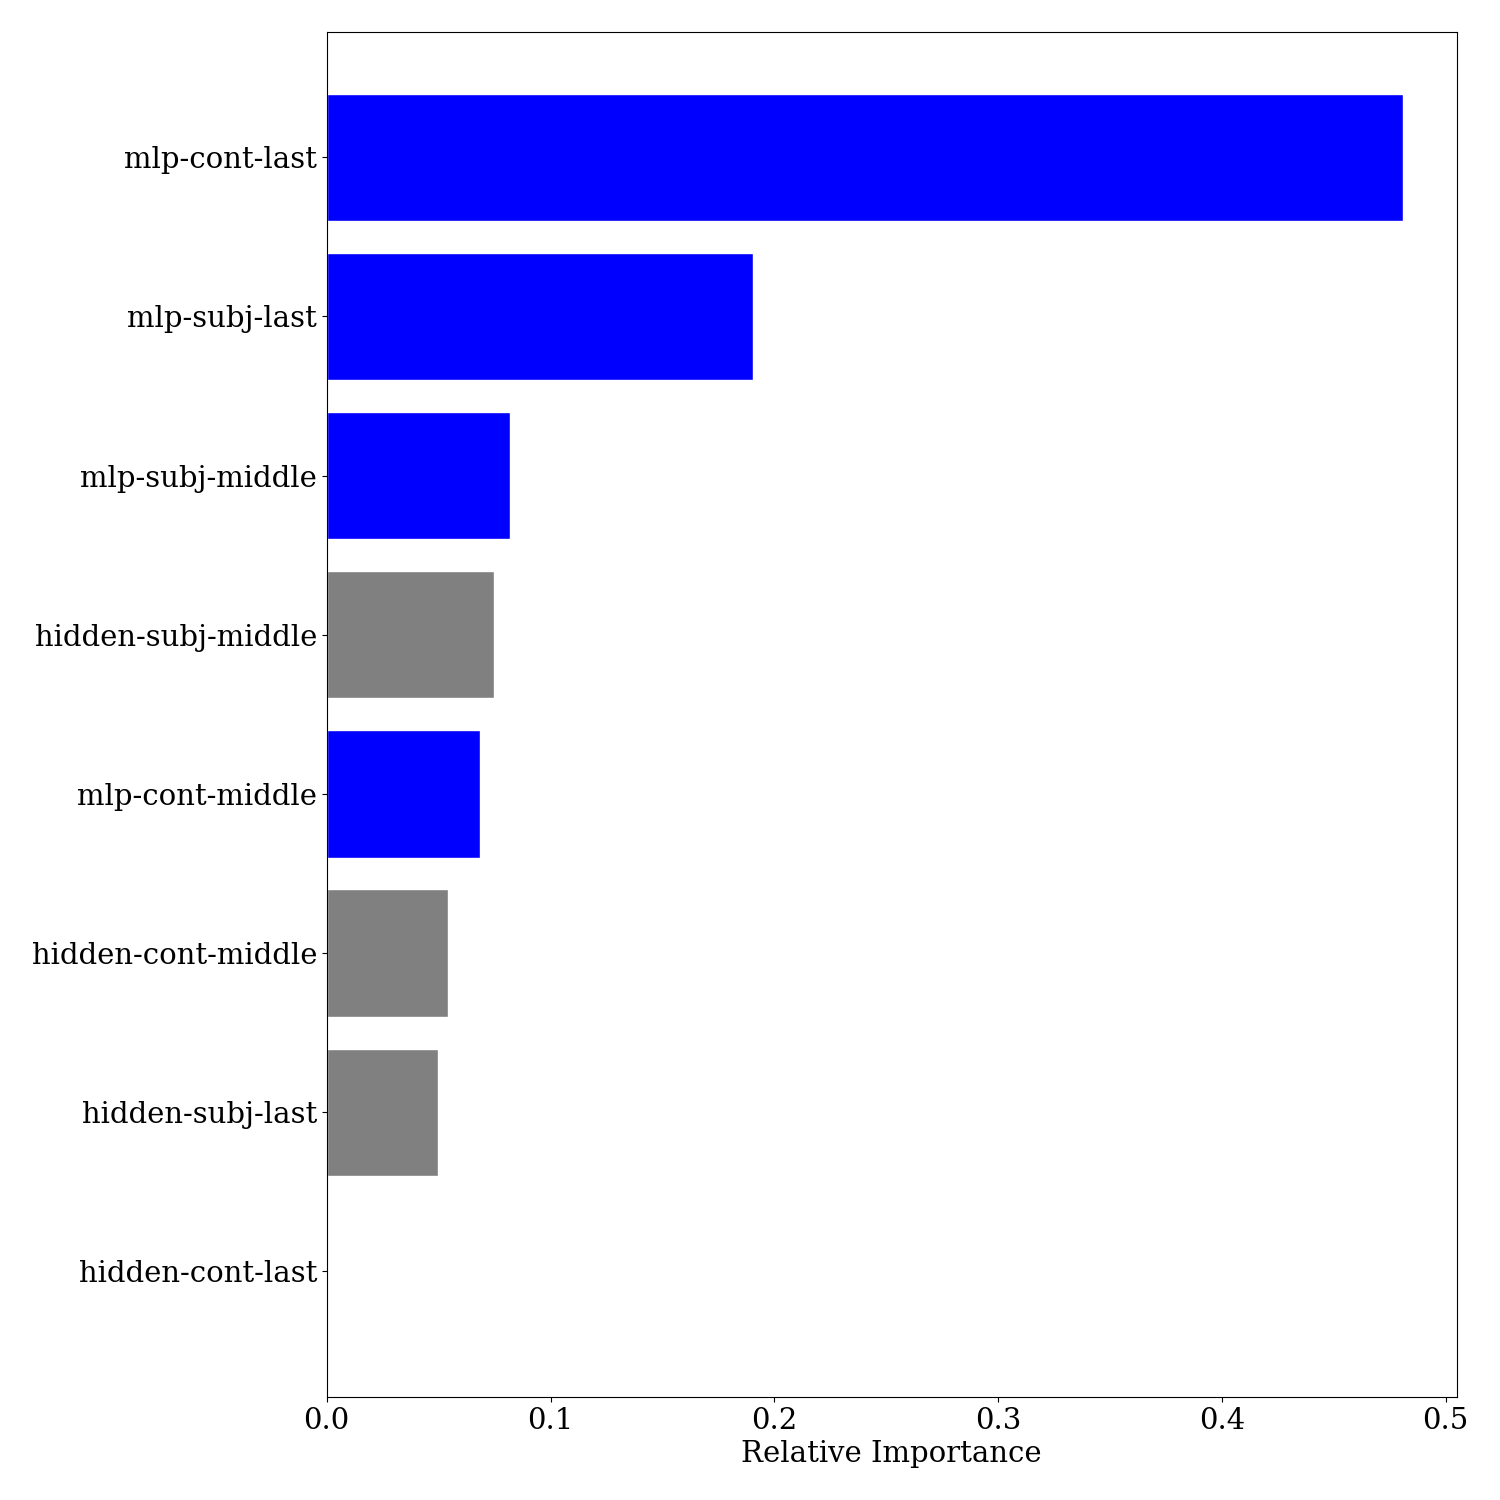 mlp-cont-last
mlp-subj-last
mlp-subj-middle
hidden-subj-middle
mlp-cont-middle
hidden-cont-middle
hidden-subj-last
hidden-cont-last
0.0 0.1 0.2 0.3 0.4 0.5
Relative Importance